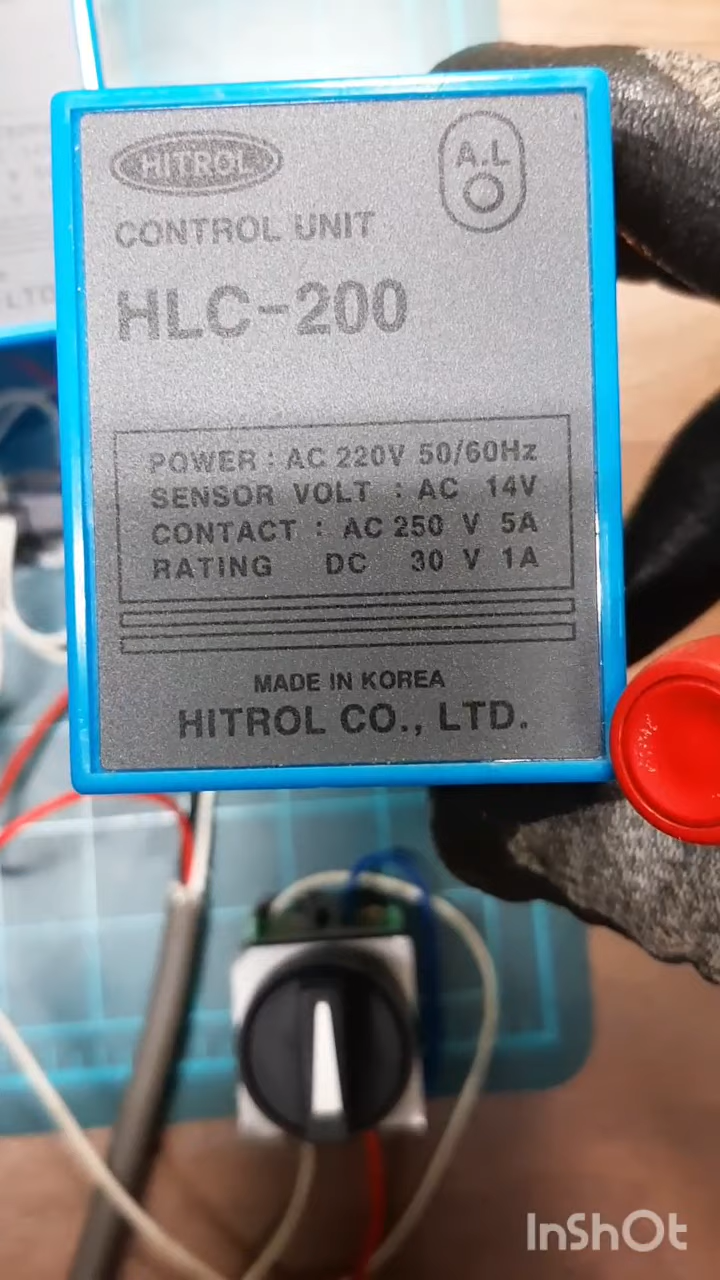 HITROL
A.L
CONTROL UNIT
HLC-200
POWER : AC 220V 50/60Hz
SENSOR VOLT : AC 14V
CONTACT : AC 250 V 5A
RATING DC 30 V 1A
MADE IN KOREA
HITROL CO., LTD.
LTD
InShOt